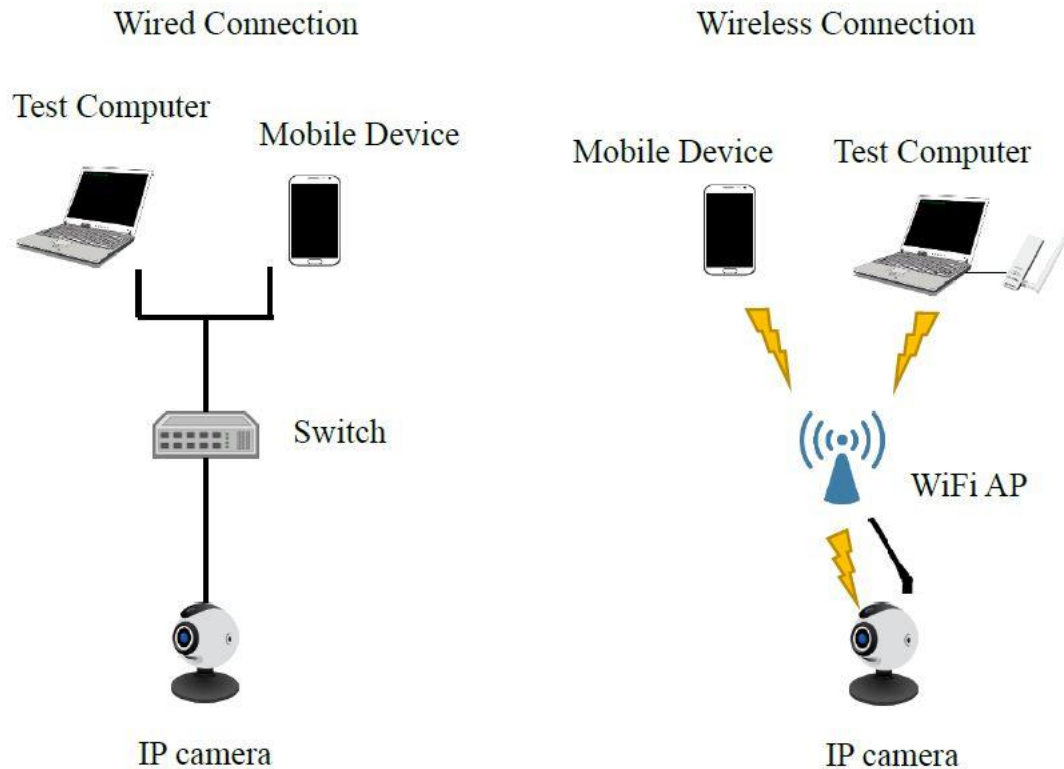 Wired Connection
Wireless Connection
Test Computer
Mobile Device
Mobile Device
Test Computer
Switch
WiFi AP
IP camera
IP camera